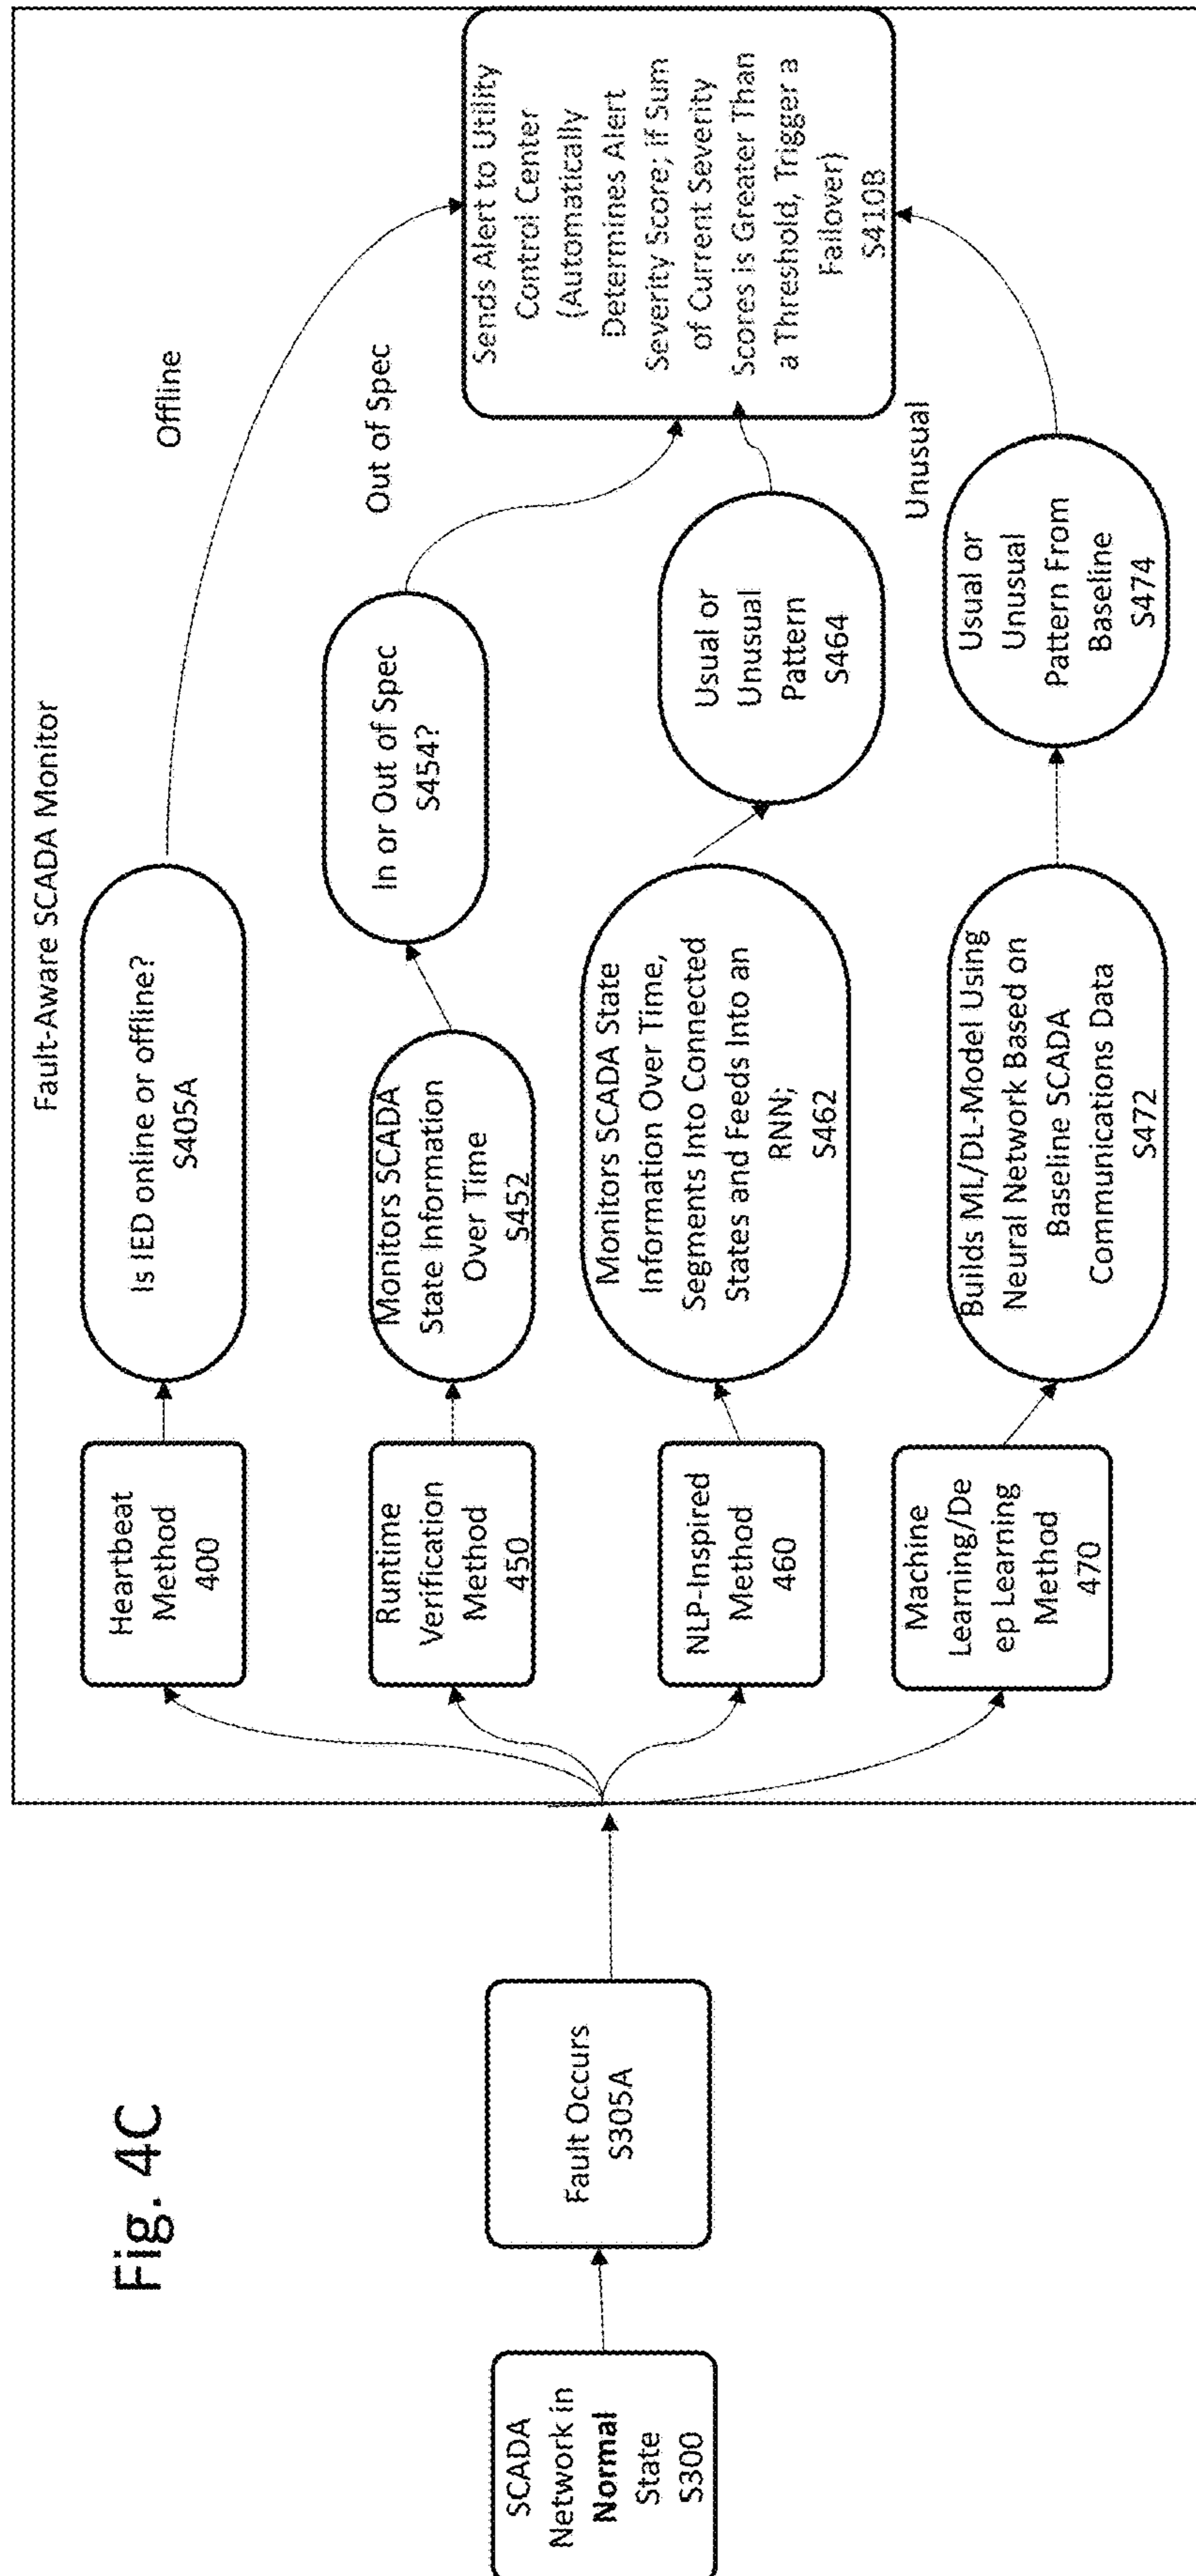 Fig. 4C
SCADA
Network in
Normal
State
S300
Fault Occurs
S305A
Fault-Aware SCADA Monitor
Heartbeat
Method
400
Is IED online or offline?
S405A
Offline
Runtime
Verification
Method
450
Monitors SCADA
State Information
Over Time
S452
In or Out of Spec
S454?
Out of Spec
NLP-Inspired
Method
460
Monitors SCADA State
Information Over Time,
Segments Into Connected
States and Feeds Into an
RNN;
S462
Usual or
Unusual
Pattern
S464
Machine
Learning/De
ep Learning
Method
470
Builds ML/DL-Model Using
Neural Network Based on
Baseline SCADA
Communications Data
S472
Usual or
Unusual
Pattern From
Baseline
S474
Unusual
Sends Alert to Utility
Control Center
(Automatically
Determines Alert
Severity Score; if Sum
of Current Severity
Scores is Greater Than
a Threshold, Trigger a
Failover)
S410B